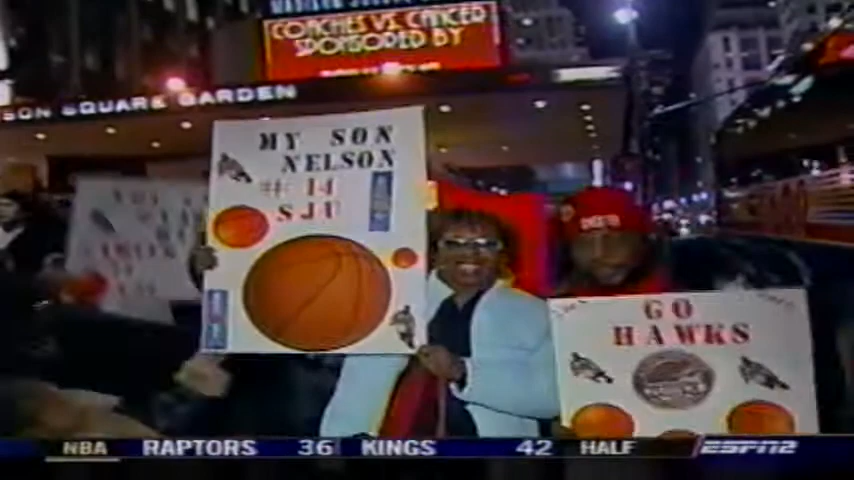 COACHES VS. CANCER
SPONSORED BY
SON SQUARE GARDEN
MY SON
NELSON
# 14
SJU
GO
HAWKS
NBA RAPTORS 36 KINGS 42 HALF ESPN2